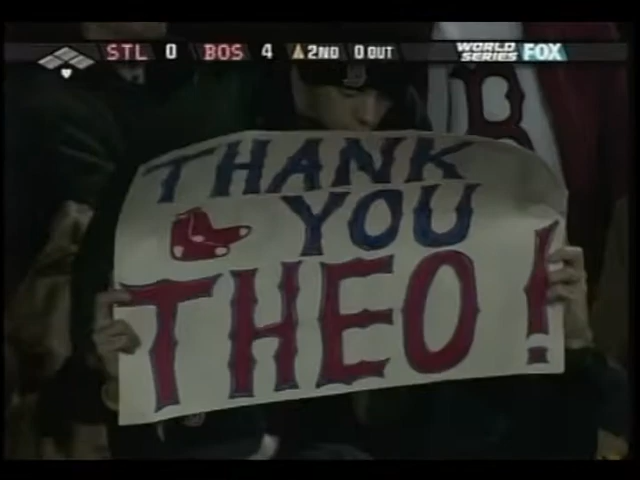 STL 0 BOS 4 2ND 0 OUT WORLD SERIES FOX
B
THANK
YOU
THEO!